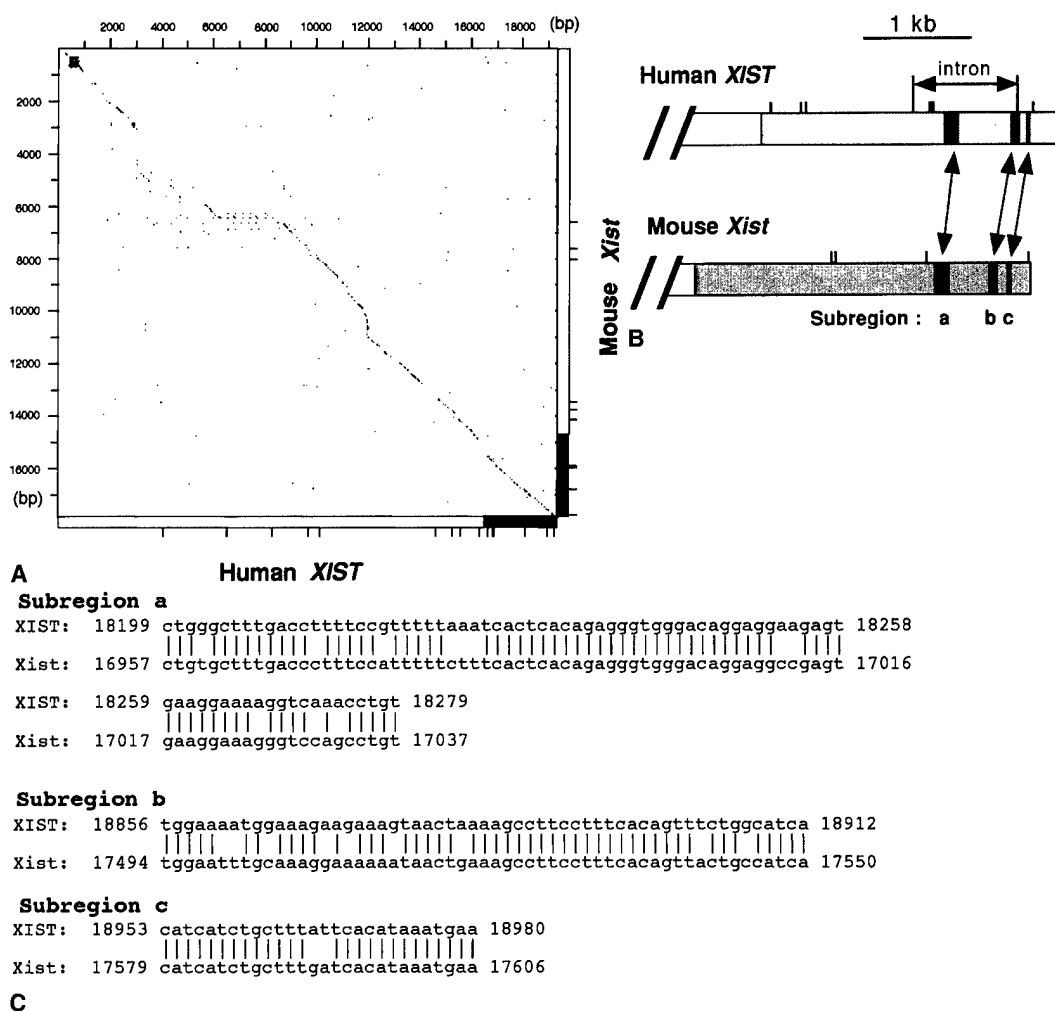 2000 4000 6000 8000 10000 12000 14000 16000 18000 (bp)
2000
4000
6000
8000
10000
12000
14000
16000
(bp)
Mouse Xist
Human XIST
A
1 kb
Human XIST
intron
Mouse Xist
Subregion : a b c
B
Subregion a
XIST: 18199 ctgggctttgaccttttccgtttttaaatcactcacagagggtgggacaggaggaagagt 18258
Xist: 16957 ctgtgctttgaccctttccatttttctttcactcacagagggtgggacaggaggccgagt 17016
XIST: 18259 gaaggaaaaggtcaaacctgt 18279
Xist: 17017 gaaggaaagggtccagcctgt 17037
Subregion b
XIST: 18856 tggaaaatggaaagaagaaagtaactaaaagccttcctttcacagtttctggcatca 18912
Xist: 17494 tggaatttgcaaaggaaaaaataactgaaagccttcctttcacagttactgccatca 17550
Subregion c
XIST: 18953 catcatctgctttattcacataaatgaa 18980
Xist: 17579 catcatctgctttgatcacataaatgaa 17606
C